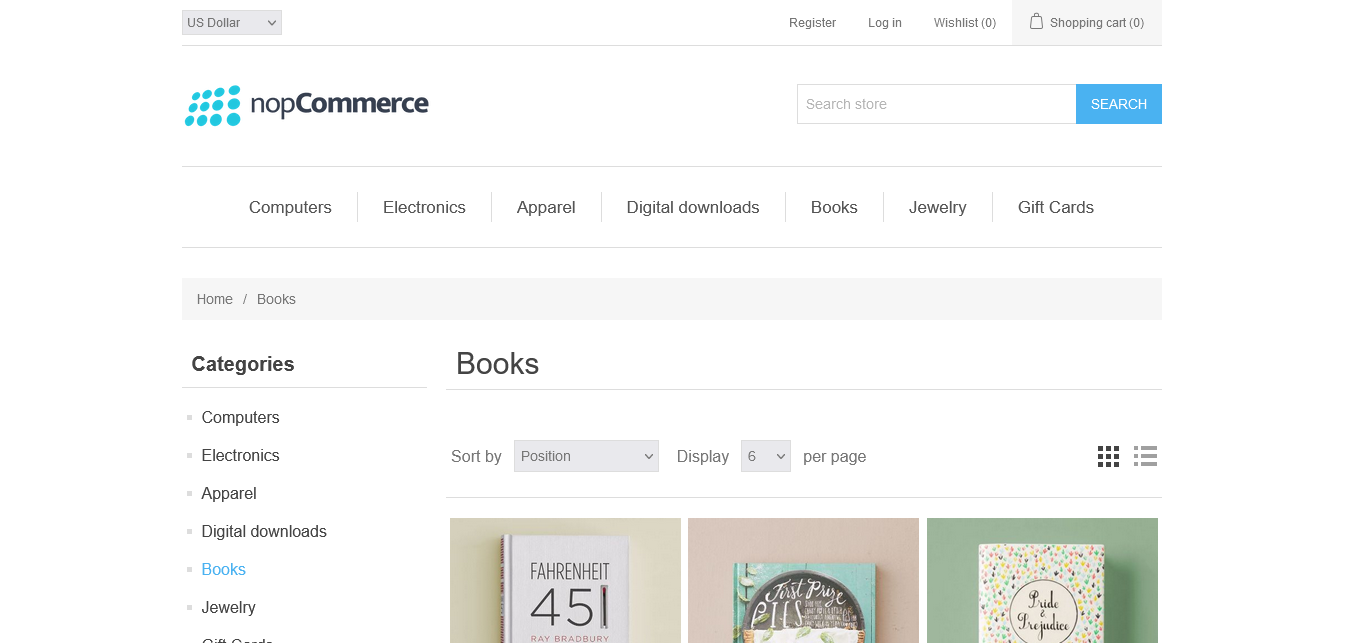 US Dollar
Register
Log in
Wishlist (0)
Shopping cart (0)
nopCommerce
Search store
SEARCH
Computers
Electronics
Apparel
Digital downloads
Books
Jewelry
Gift Cards
Home / Books
Categories
Computers
Electronics
Apparel
Digital downloads
Books
Jewelry
Gift Cards
Books
Sort by Position Display 6 per page
FAHRENHEIT
451
RAY BRADBURY
First Prize
PIES
Pride
&
Prejudice